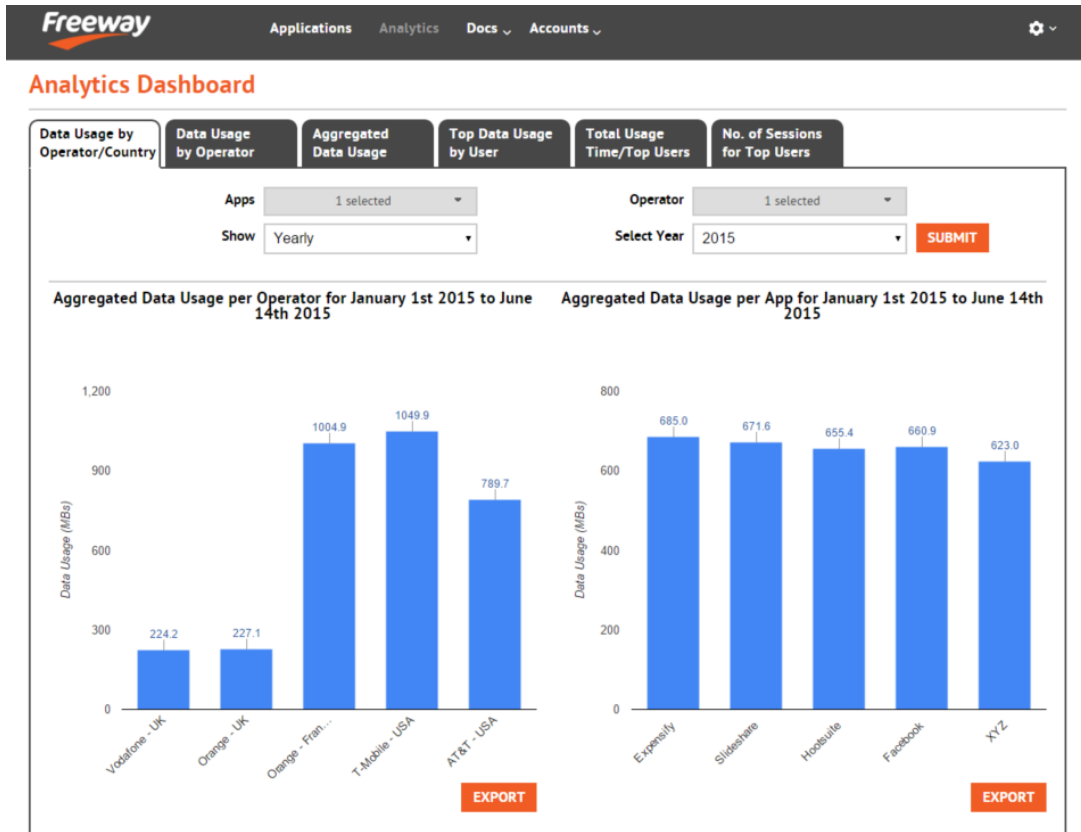 Freeway
Applications Analytics Docs Accounts
Analytics Dashboard
Data Usage by
Operator/Country
Data Usage
by Operator
Aggregated
Data Usage
Top Data Usage
by User
Total Usage
Time/Top Users
No. of Sessions
for Top Users
Apps 1 selected
Operator 1 selected
Show Yearly
Select Year 2015 SUBMIT
Aggregated Data Usage per Operator for January 1st 2015 to June
14th 2015
1,200
900
600
300
0
Data Usage (MBs)
224.2
227.1
1004.9
1049.9
789.7
Vodafone - UK
Orange - UK
Orange - Fran...
T-Mobile - USA
AT&T - USA
EXPORT
Aggregated Data Usage per App for January 1st 2015 to June 14th
2015
800
600
400
200
0
Data Usage (MBs)
685.0
671.6
655.4
660.9
623.0
Expensify
Slideshare
Hootsuite
Facebook
XYZ
EXPORT